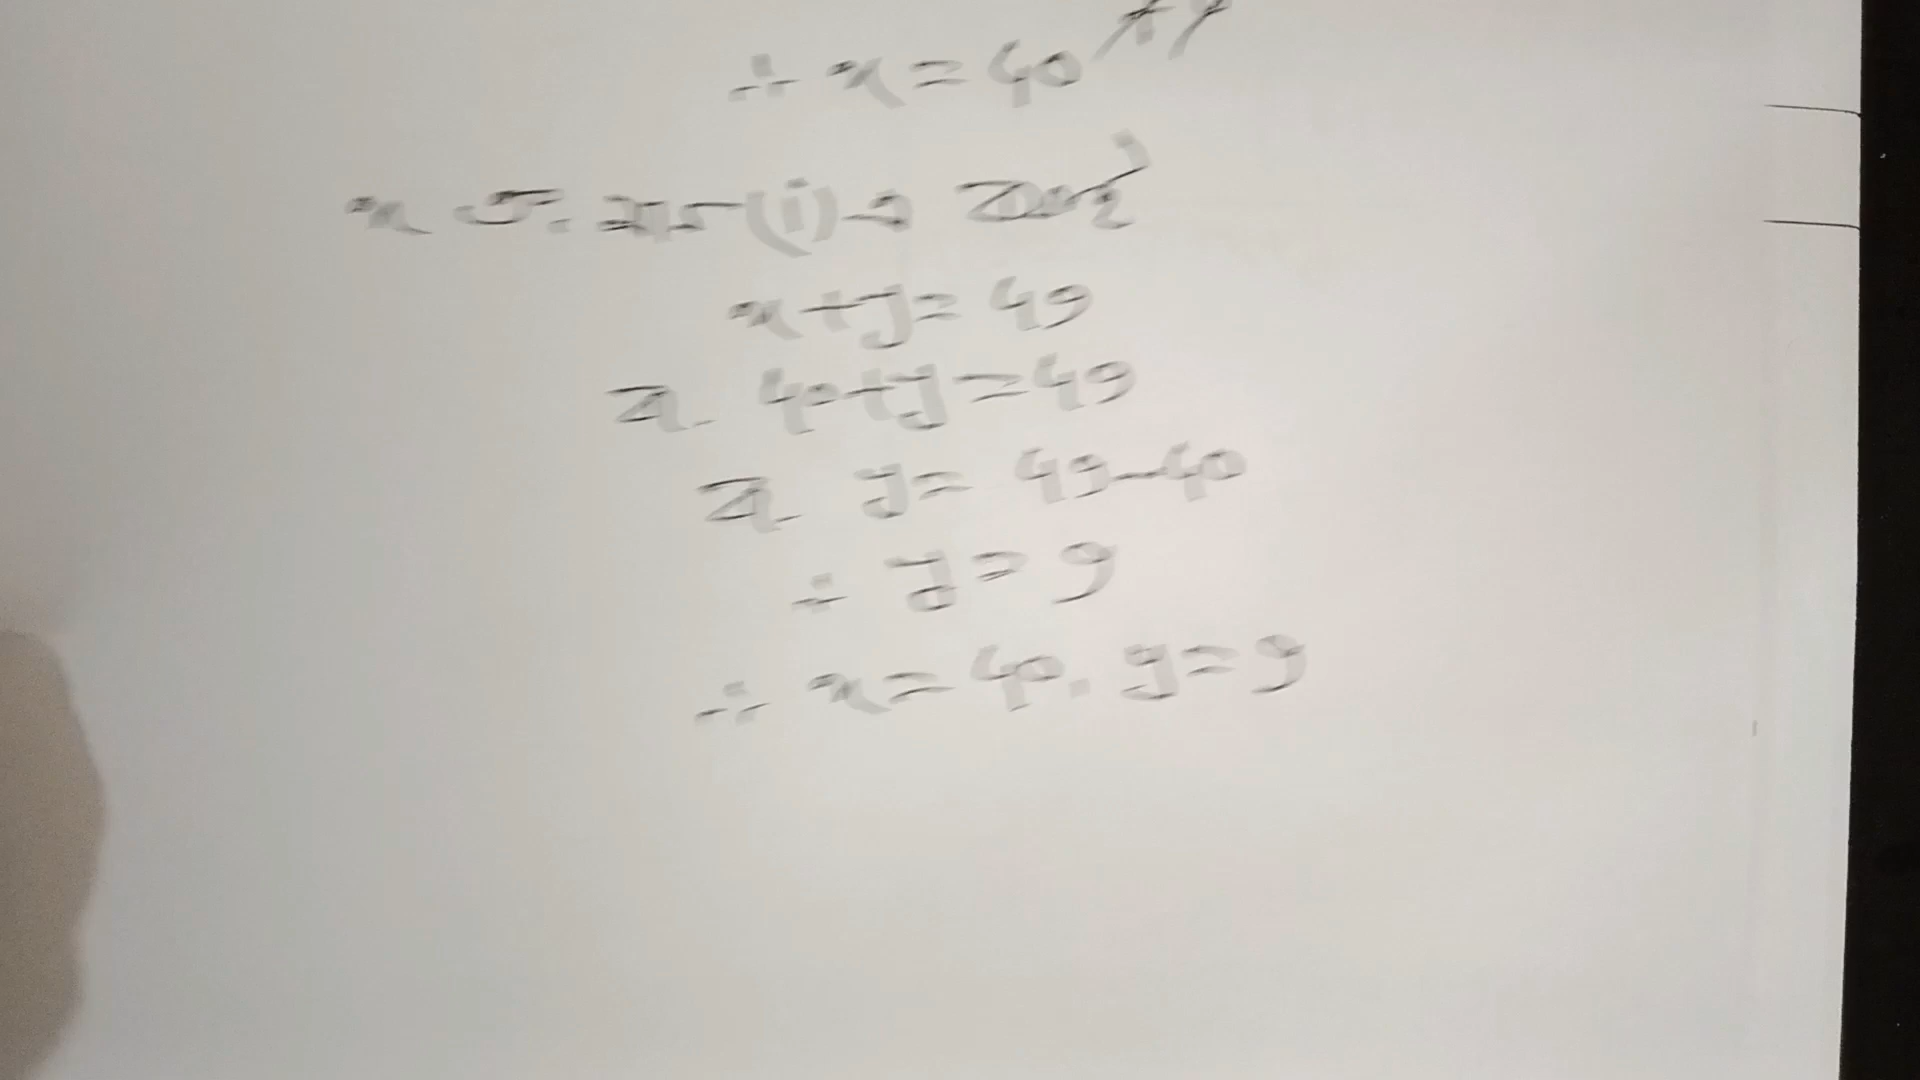 ∴ x = 40
x
(i)
x + y = 49
40 + y = 49
y = 49 - 40
∴ y = 9
∴ x = 40, y = 9